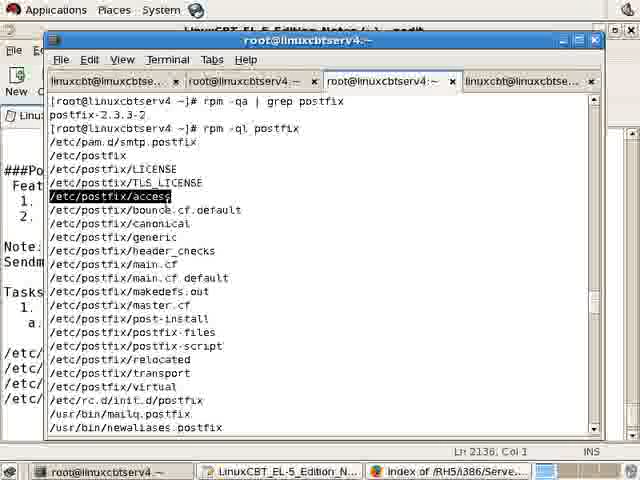 Applications Places System
LinuxCBT_EL-5_Edition_Notes
root@linuxcbtserv4:~
File Edit View Terminal Tabs Help
linuxcbt@linuxcbtse... root@linuxcbtserv4:~ root@linuxcbtserv4:~ linuxcbt@linuxcbtse...
[root@linuxcbtserv4 ~]# rpm -qa | grep postfix
postfix-2.3.3-2
[root@linuxcbtserv4 ~]# rpm -ql postfix
/etc/pam.d/smtp.postfix
/etc/postfix
/etc/postfix/LICENSE
/etc/postfix/TLS_LICENSE
/etc/postfix/access
/etc/postfix/bounce.cf.default
/etc/postfix/canonical
/etc/postfix/generic
/etc/postfix/header_checks
/etc/postfix/main.cf
/etc/postfix/main.cf.default
/etc/postfix/makedefs.out
/etc/postfix/master.cf
/etc/postfix/post-install
/etc/postfix/postfix-files
/etc/postfix/postfix-script
/etc/postfix/relocated
/etc/postfix/transport
/etc/postfix/virtual
/etc/rc.d/init.d/postfix
/usr/bin/mailq.postfix
/usr/bin/newaliases.postfix
File
New
Linu
###Po
Feat
1.
2.
Note:
Sendm
Tasks
1.
a.
/etc/
/etc/
/etc/
/etc/
Ln 2136, Col 1 INS
root@linuxcbtserv4:~ LinuxCBT_EL-5_Edition_N... Index of /RH5/i386/Serve...